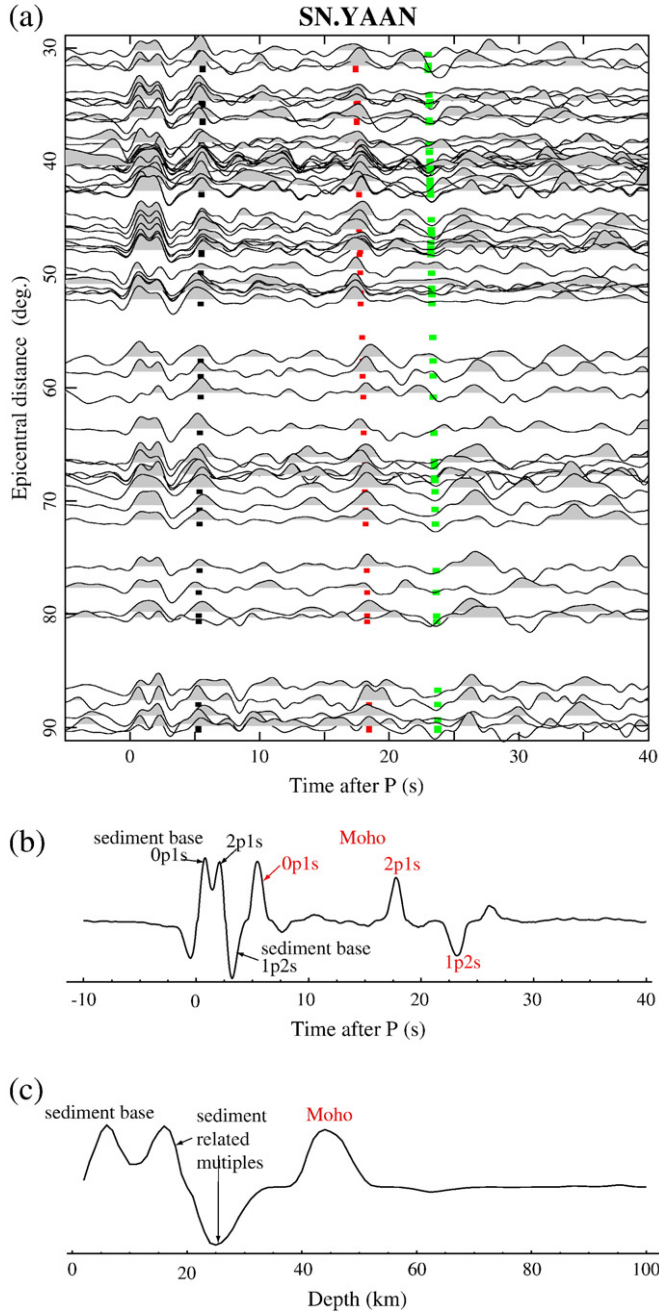 (a)
SN.YAAN
30
40
50
60
70
80
90
Epicentral distance (deg.)
0 10 20 30 40
Time after P (s)
(b)
sediment base
0p1s
2p1s
Moho
0p1s
2p1s
sediment base
1p2s
1p2s
-10 0 10 20 30 40
Time after P (s)
(c)
sediment base
sediment
related
mutiples
Moho
0 20 40 60 80 100
Depth (km)